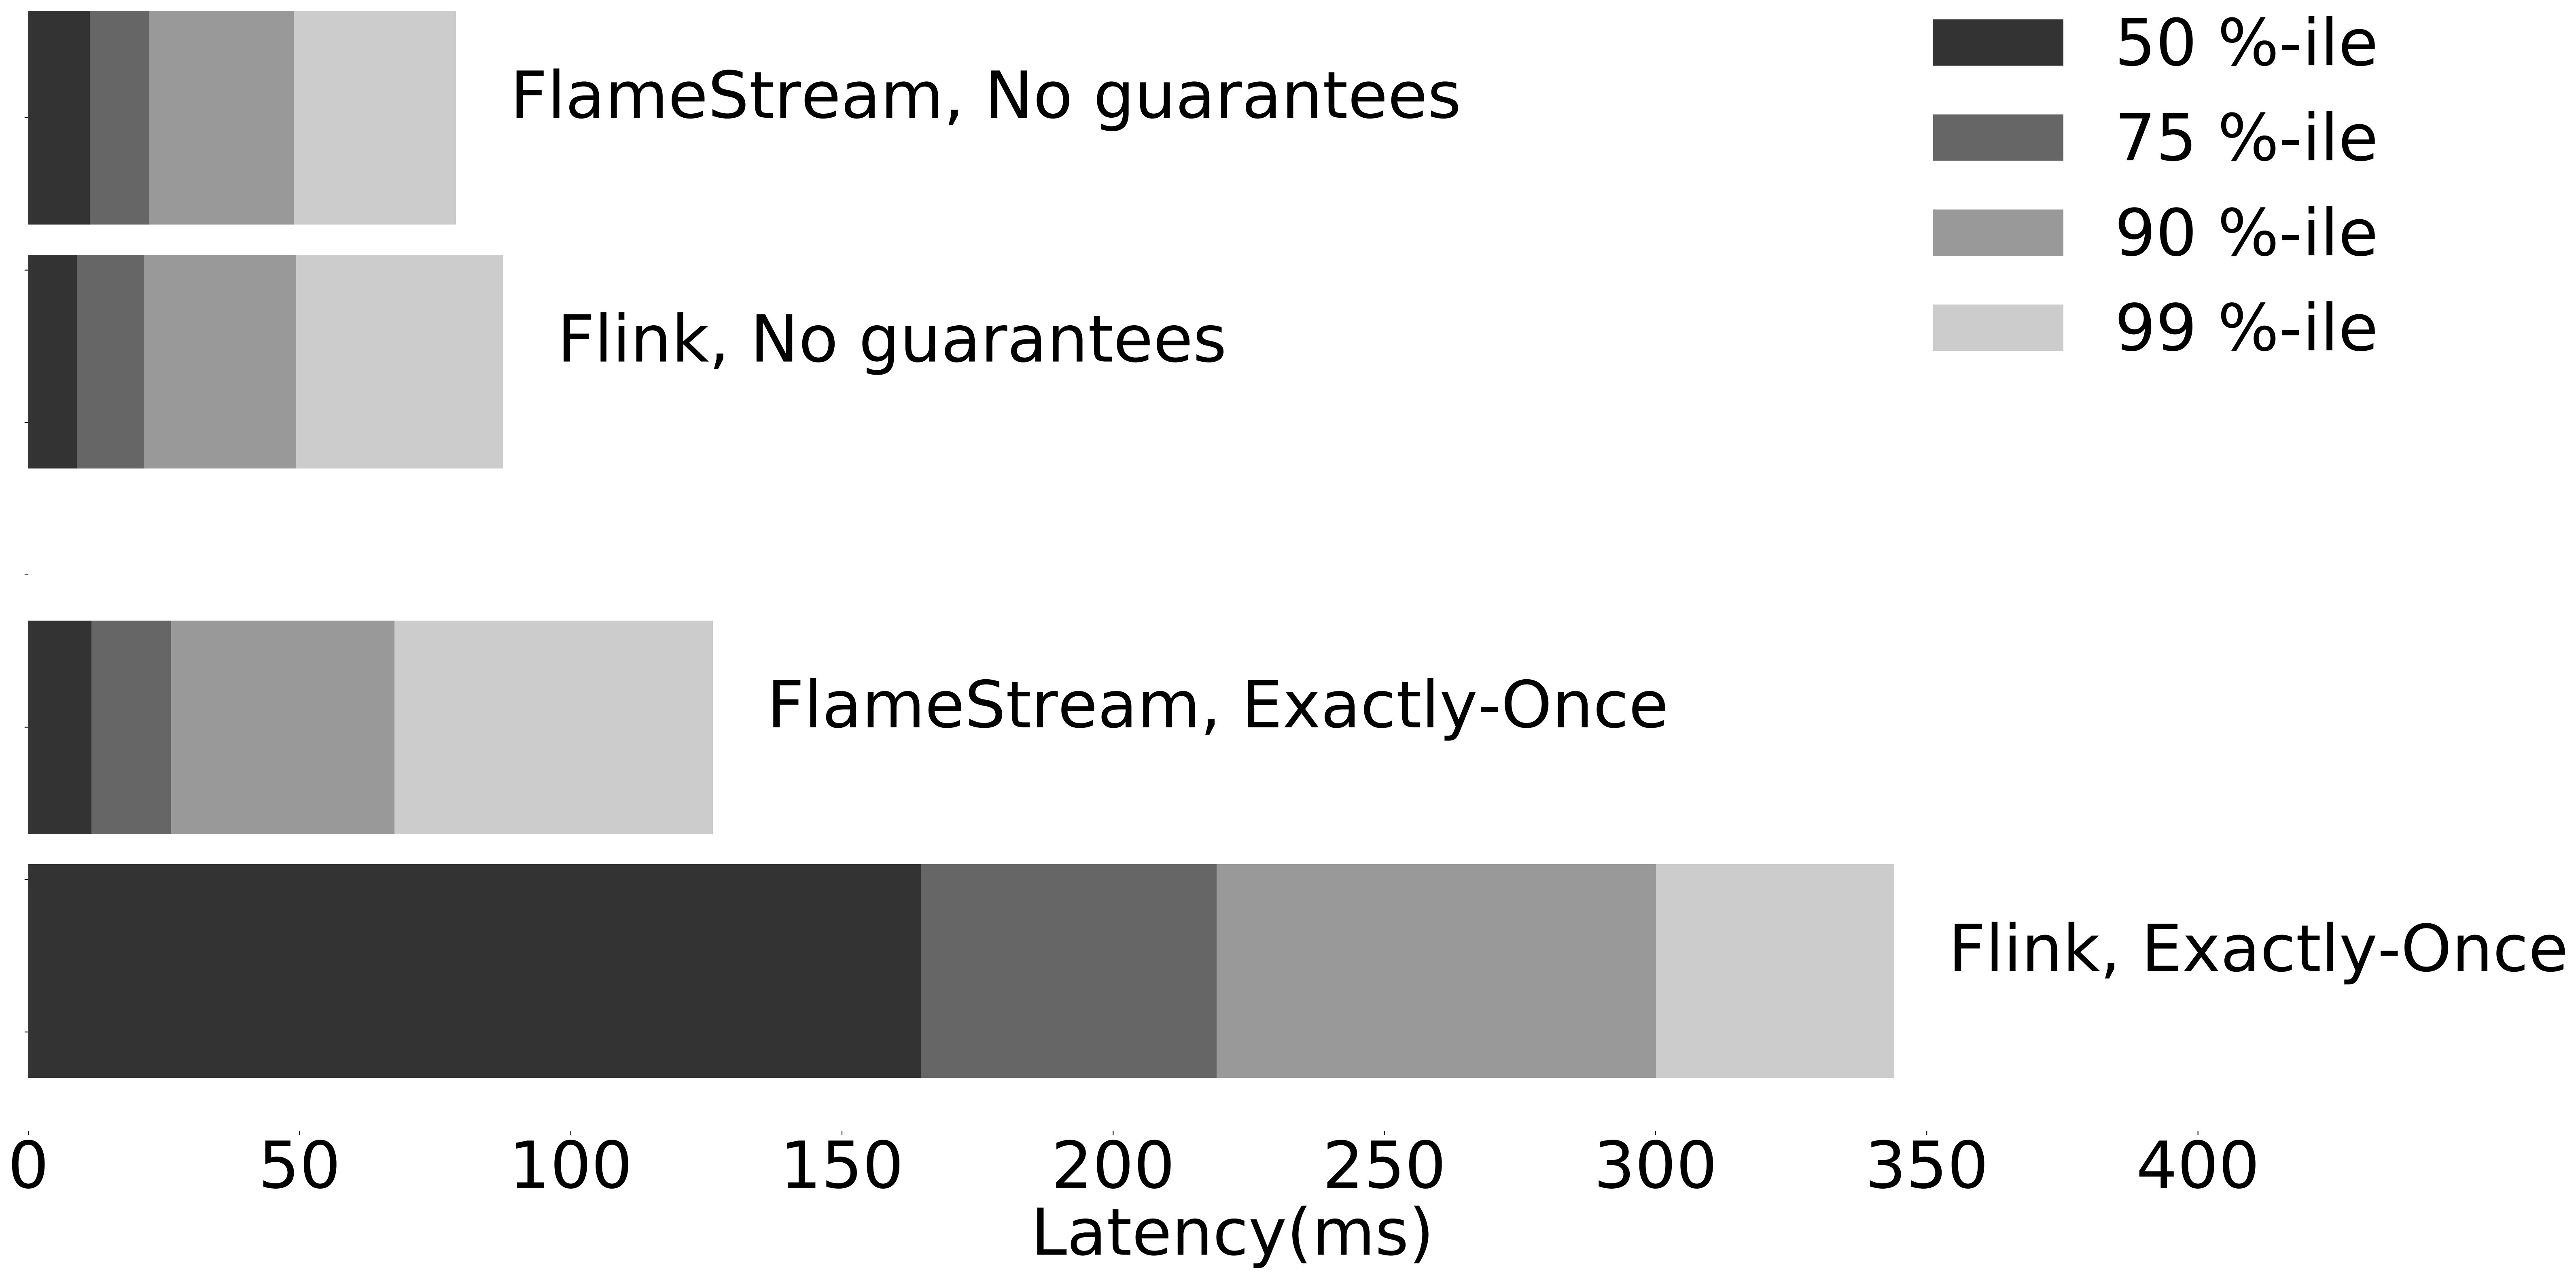 50 %-ile
75 %-ile
90 %-ile
99 %-ile
FlameStream, No guarantees
Flink, No guarantees
FlameStream, Exactly-Once
Flink, Exactly-Once
0 50 100 150 200 250 300 350 400
Latency(ms)